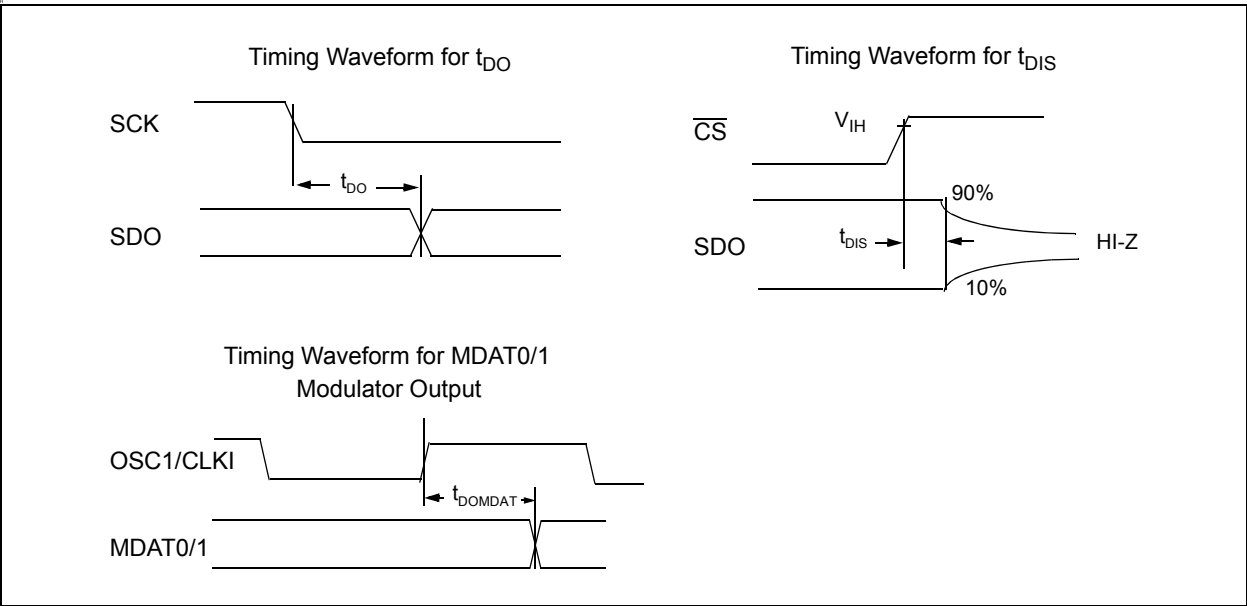 Timing Waveform for tDO
SCK
tDO
SDO
Timing Waveform for tDIS
CS
VIH
90%
SDO
tDIS
HI-Z
10%
Timing Waveform for MDAT0/1
Modulator Output
OSC1/CLKI
tDOMDAT
MDAT0/1